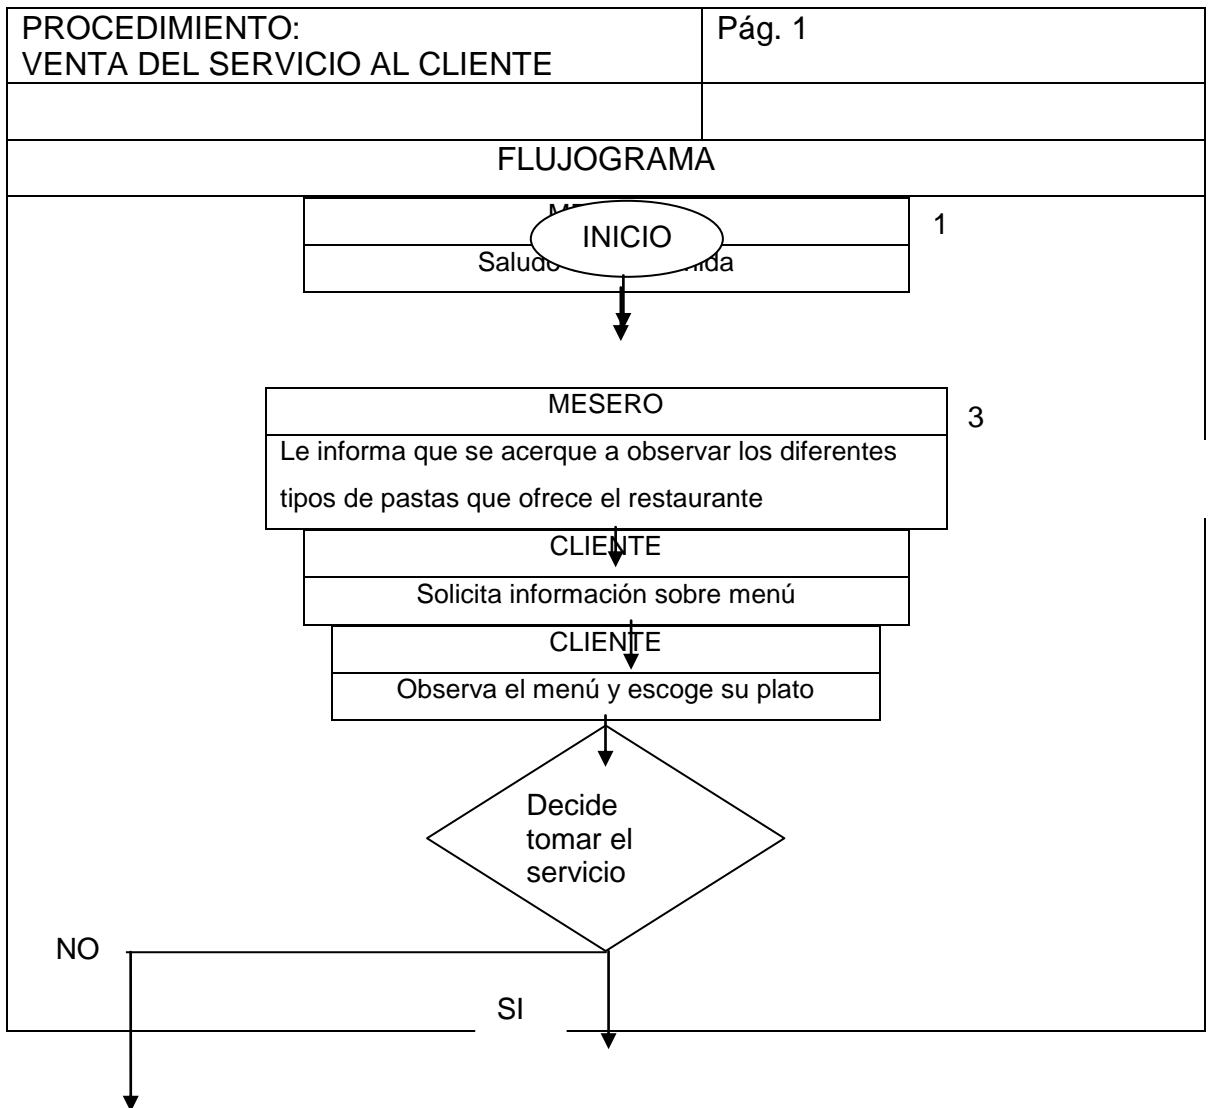 PROCEDIMIENTO:
VENTA DEL SERVICIO AL CLIENTE
Pág. 1
FLUJOGRAMA
1
INICIO
MESERO
3
Le informa que se acerque a observar los diferentes
tipos de pastas que ofrece el restaurante
CLIENTE
Solicita información sobre menú
CLIENTE
Observa el menú y escoge su plato
Decide
tomar el
servicio
NO
SI